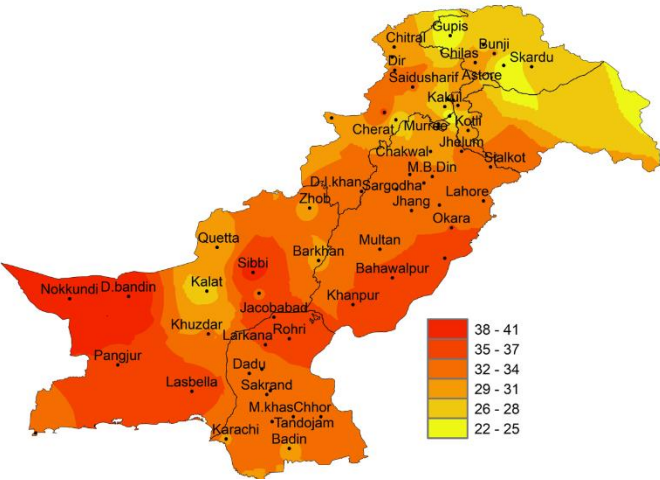 Gupis
Chitral
Bunji
Chilas
Skardu
Dir
Astore
Saidusharif
Kakul
Cherat
Murree
Kotli
Chakwal
Jhelum
Sialkot
M.B.Din
D.I.khan
Sargodha
Lahore
Zhob
Jhang
Okara
Quetta
Multan
Barkhan
Sibbi
Bahawalpur
Kalat
Nokkundi
D.bandin
Khanpur
Jacobabad
Khuzdar
Larkana
Rohri
Pangjur
Dadu
Lasbella
Sakrand
M.khas
Chhor
Tandojam
Karachi
Badin
38 - 41
35 - 37
32 - 34
29 - 31
26 - 28
22 - 25